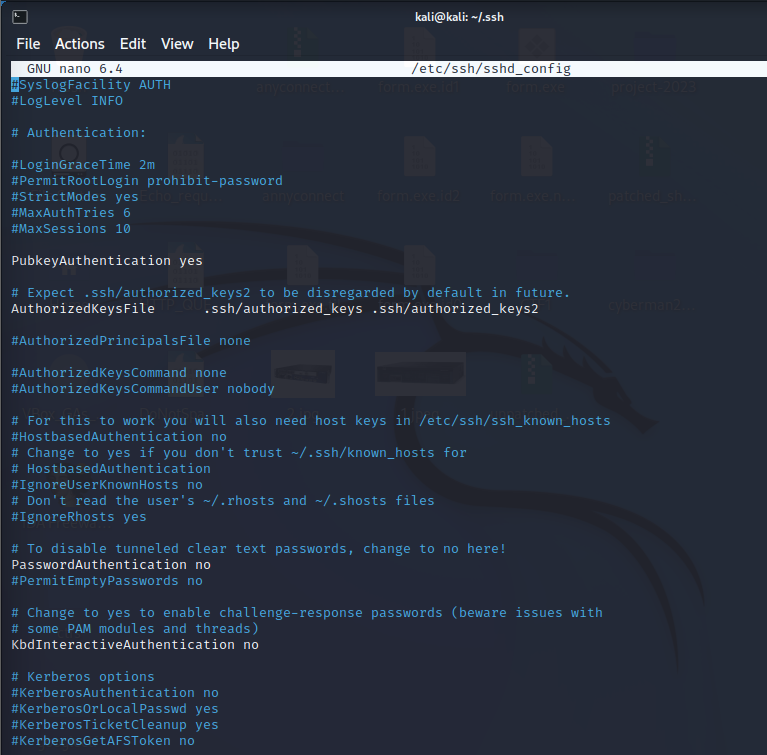 kali@kali: ~/.ssh
File Actions Edit View Help
GNU nano 6.4 /etc/ssh/sshd_config
#SyslogFacility AUTH
#LogLevel INFO
# Authentication:
#LoginGraceTime 2m
#PermitRootLogin prohibit-password
#StrictModes yes
#MaxAuthTries 6
#MaxSessions 10
PubkeyAuthentication yes
# Expect .ssh/authorized_keys2 to be disregarded by default in future.
AuthorizedKeysFile .ssh/authorized_keys .ssh/authorized_keys2
#AuthorizedPrincipalsFile none
#AuthorizedKeysCommand none
#AuthorizedKeysCommandUser nobody
# For this to work you will also need host keys in /etc/ssh/ssh_known_hosts
#HostbasedAuthentication no
# Change to yes if you don't trust ~/.ssh/known_hosts for
# HostbasedAuthentication
#IgnoreUserKnownHosts no
# Don't read the user's ~/.rhosts and ~/.shosts files
#IgnoreRhosts yes
# To disable tunneled clear text passwords, change to no here!
PasswordAuthentication no
#PermitEmptyPasswords no
# Change to yes to enable challenge-response passwords (beware issues with
# some PAM modules and threads)
KbdInteractiveAuthentication no
# Kerberos options
#KerberosAuthentication no
#KerberosOrLocalPasswd yes
#KerberosTicketCleanup yes
#KerberosGetAFSToken no